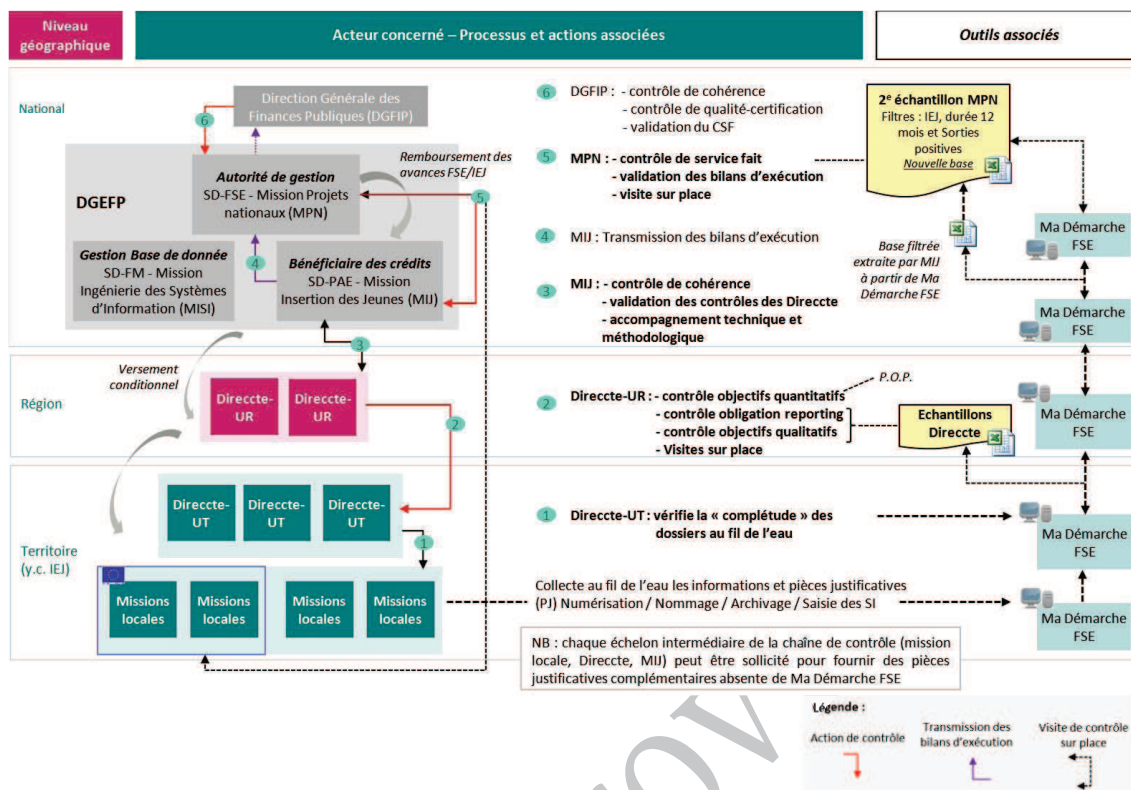 Niveau
géographique
Acteur concerné – Processus et actions associées
Outils associés
National
Direction Générale des
Finances Publiques (DGFIP)
6
DGEFP
Autorité de gestion
SD-FSE - Mission Projets
nationaux (MPN)
Remboursement des
avances FSE/IEJ
5
Gestion Base de donnée
SD-FM - Mission
Ingénierie des Systèmes
d'Information (MISI)
4
Bénéficiaire des crédits
SD-PAE - Mission
Insertion des Jeunes (MIJ)
3
6 DGFIP : - contrôle de cohérence
- contrôle de qualité-certification
- validation du CSF
5 MPN : - contrôle de service fait
- validation des bilans d'exécution
- visite sur place
4 MIJ : Transmission des bilans d'exécution
3 MIJ : - contrôle de cohérence
- validation des contrôles des Direccte
- accompagnement technique et
méthodologique
2e échantillon MPN
Filtres : IEJ, durée 12
mois et Sorties
positives
Nouvelle base
Base filtrée
extraite par MIJ
à partir de Ma
Démarche FSE
Ma Démarche
FSE
Ma Démarche
FSE
Versement
conditionnel
Région
Direccte-
UR
Direccte-
UR
2
2 Direccte-UR : - contrôle objectifs quantitatifs
- contrôle obligation reporting
- contrôle objectifs qualitatifs
- Visites sur place
P.O.P.
Echantillons
Direccte
Ma Démarche
FSE
Territoire
(y.c. IEJ)
Direccte-
UT
Direccte-
UT
Direccte-
UT
1
1 Direccte-UT : vérifie la « complétude » des
dossiers au fil de l'eau
Ma Démarche
FSE
Missions
locales
Missions
locales
Missions
locales
Missions
locales
Collecte au fil de l'eau les informations et pièces justificatives
(PJ) Numérisation / Nommage / Archivage / Saisie des SI
Ma Démarche
FSE
NB : chaque échelon intermédiaire de la chaîne de contrôle (mission
locale, Direccte, MIJ) peut être sollicité pour fournir des pièces
justificatives complémentaires absente de Ma Démarche FSE
Légende :
Action de contrôle
Transmission des
bilans d'exécution
Visite de contrôle
sur place